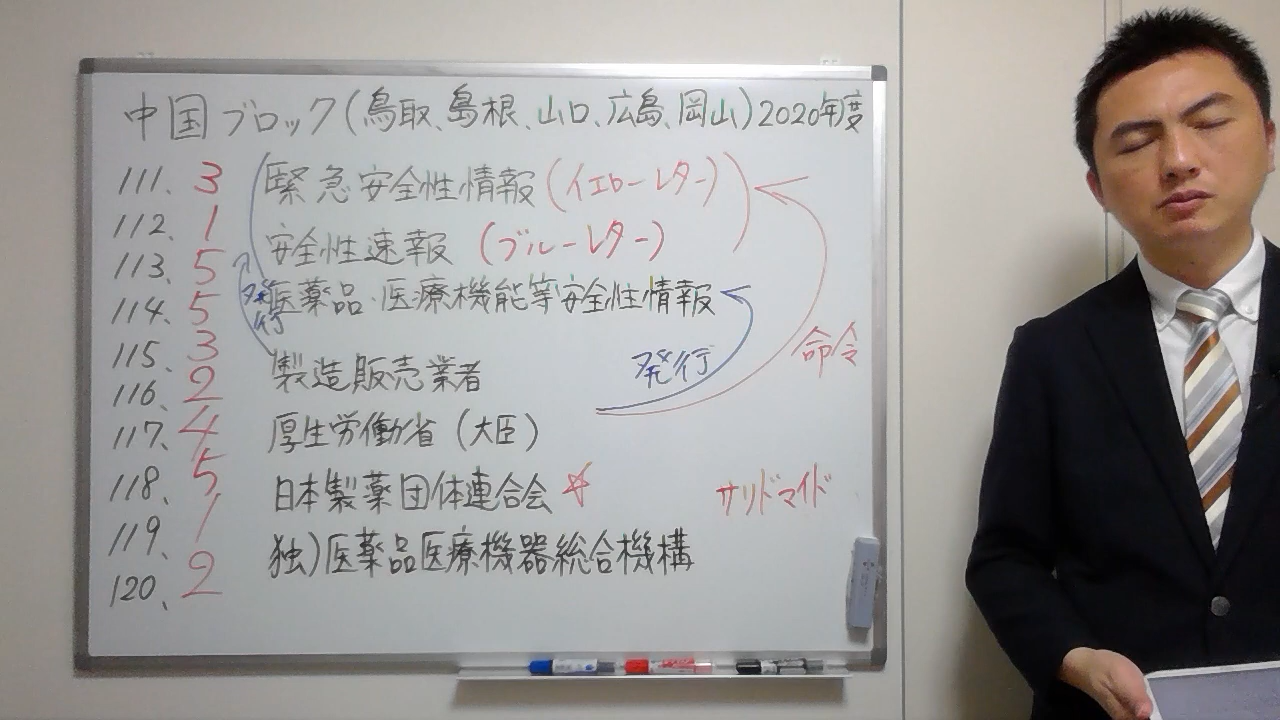 中国ブロック(鳥取、島根、山口、広島、岡山)2020年度
111. 3
112. 1
113. 5
114. 5
115. 3
116. 2
117. 4
118. 5
119. 1
120. 2
緊急安全性情報(イエローレター)
安全性速報 (ブルーレター)
医薬品・医療機能等安全性情報
発行
製造販売業者
発行
命令
厚生労働省(大臣)
日本製薬団体連合会☆
サリドマイド
独)医薬品医療機器総合機構